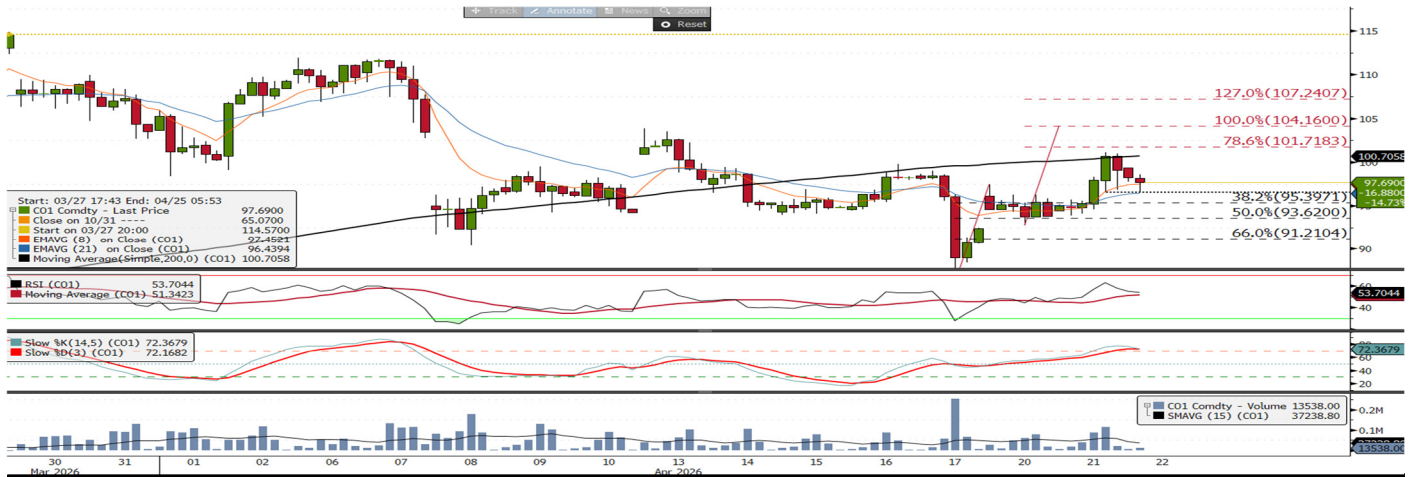 Track Annotate News Zoom
Reset
115
110
105
100
95
90
127.0%(107.2407)
100.0%(104.1600)
78.6%(101.7183)
38.2%(95.3971)
50.0%(93.6200)
66.0%(91.2104)
100.7058
97.6900
-16.8800
-14.73%
Start: 03/27 17:43 End: 04/25 05:53
CO1 Comdty - Last Price 97.6900
Close on 10/31 ---- 65.0700
Start on 03/27 20:00 114.5700
EMAVG (8) on Close (CO1) 97.4521
EMAVG (21) on Close (CO1) 96.4394
Moving Average(Simple,200,0) (CO1) 100.7058
RSI (CO1) 53.7044
Moving Average (CO1) 51.3423
60
53.7044
40
Slow %K(14,5) (CO1) 72.3679
Slow %D(3) (CO1) 72.1682
80
72.3679
60
40
20
CO1 Comdty - Volume 13538.00
SMAVG (15) (CO1) 37238.80
0.2M
0.1M
13538.00
30 31 01 02 06 07 08 09 10 13 14 15 16 17 20 21 22
Mar 2026 Apr 2026